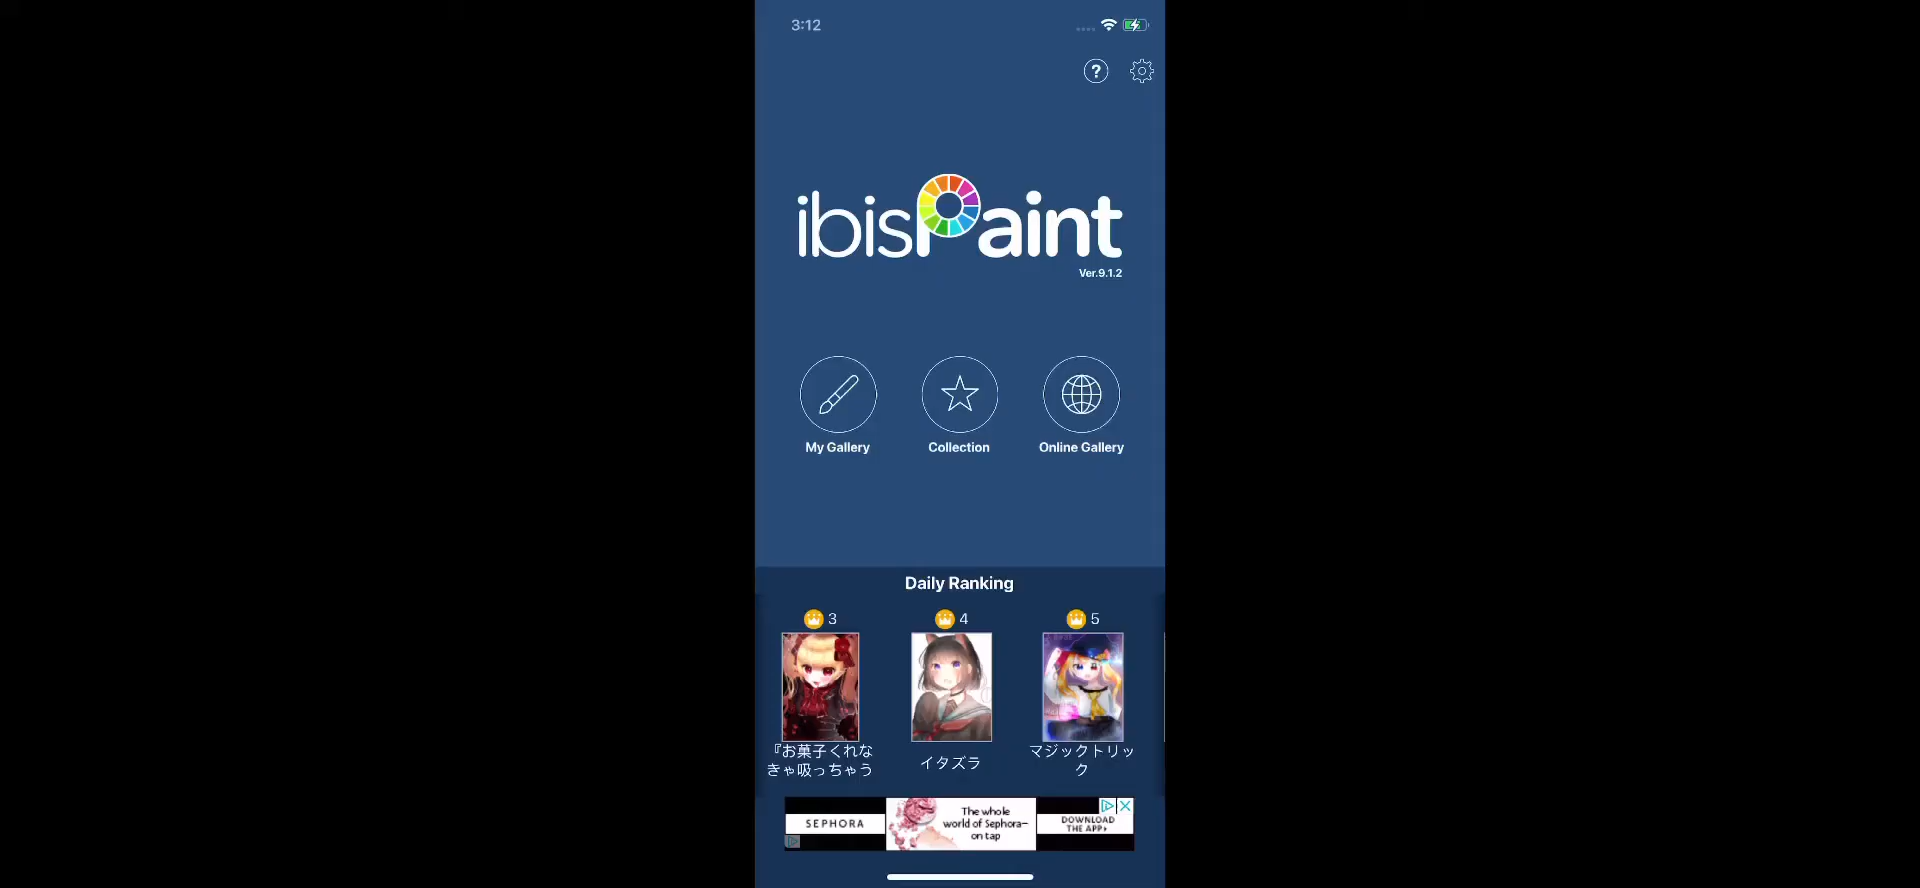 3:12
?
ibisPaint
Ver.9.1.2
My Gallery
Collection
Online Gallery
Daily Ranking
3
4
5
『お菓子くれな
きゃ吸っちゃう
イタズラ
マジックトリッ
ク
SEPHORA
The whole
world of Sephora—
on tap
DOWNLOAD
THE APP▸